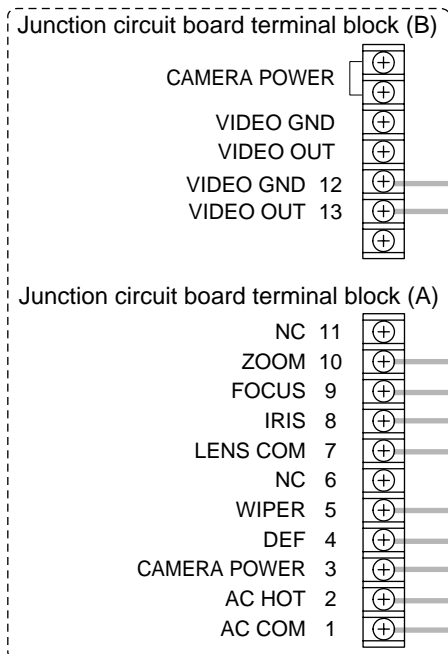 Junction circuit board terminal block (B)
CAMERA POWER
VIDEO GND
VIDEO OUT
VIDEO GND 12
VIDEO OUT 13
Junction circuit board terminal block (A)
NC 11
ZOOM 10
FOCUS 9
IRIS 8
LENS COM 7
NC 6
WIPER 5
DEF 4
CAMERA POWER 3
AC HOT 2
AC COM 1